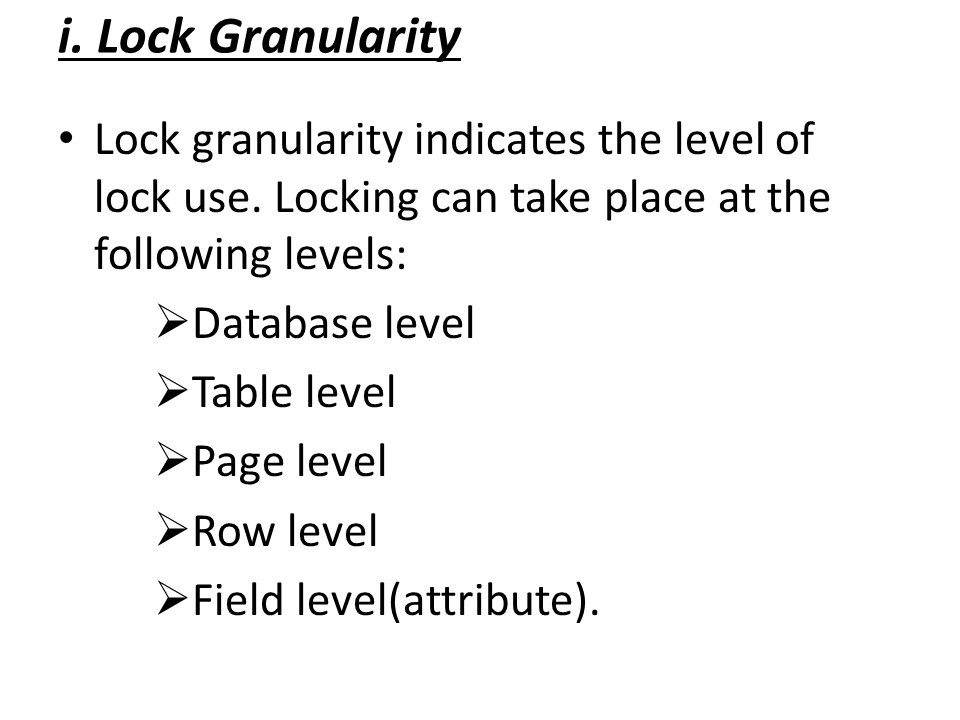 i. Lock Granularity
• Lock granularity indicates the level of
lock use. Locking can take place at the
following levels:
➢Database level
➢Table level
➢Page level
➢Row level
➢Field level(attribute).